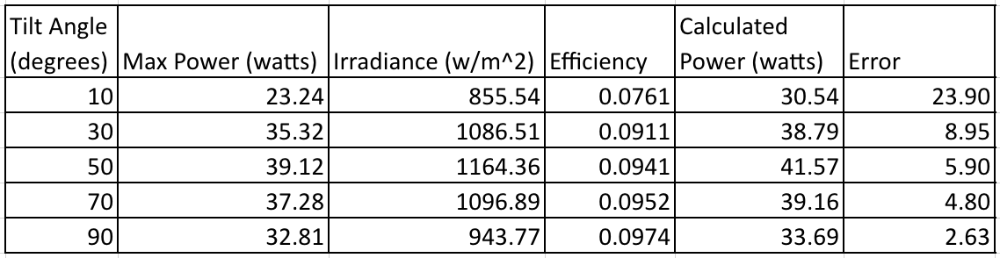 Tilt Angle (degrees) Max Power (watts) Irradiance (w/m^2) Efficiency Calculated Power (watts) Error
10 23.24 855.54 0.0761 30.54 23.90
30 35.32 1086.51 0.0911 38.79 8.95
50 39.12 1164.36 0.0941 41.57 5.90
70 37.28 1096.89 0.0952 39.16 4.80
90 32.81 943.77 0.0974 33.69 2.63